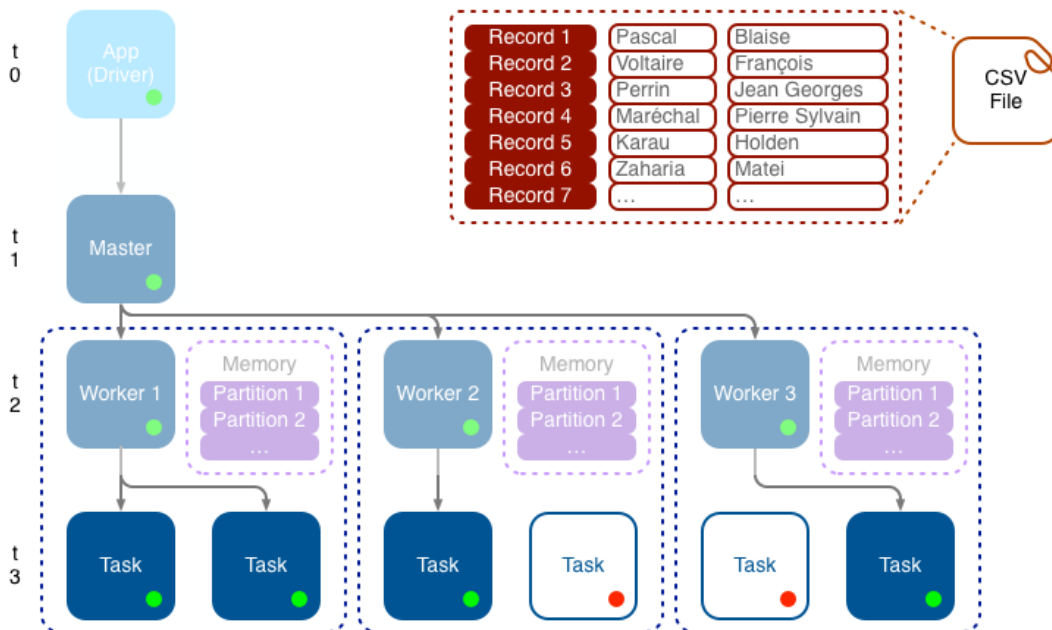 t
0
App
(Driver)
Record 1 Pascal Blaise
Record 2 Voltaire François
Record 3 Perrin Jean Georges
Record 4 Maréchal Pierre Sylvain
Record 5 Karau Holden
Record 6 Zaharia Matei
Record 7 … …
CSV
File
t
1
Master
t
2
Worker 1
Memory
Partition 1
Partition 2
…
Worker 2
Memory
Partition 1
Partition 2
…
Worker 3
Memory
Partition 1
Partition 2
…
t
3
Task
Task
Task
Task
Task
Task